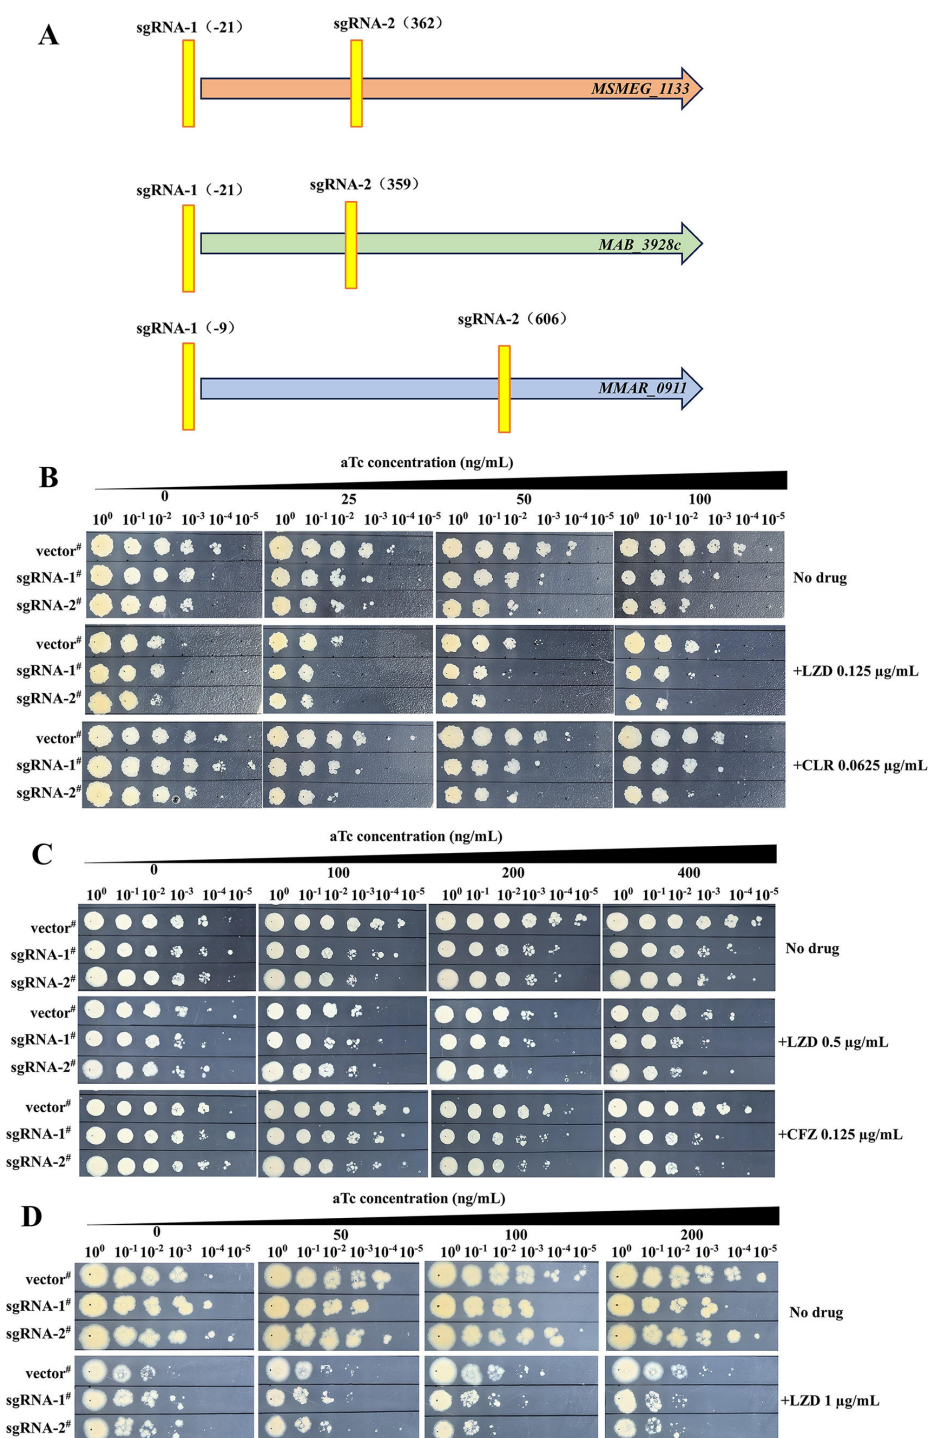 A
sgRNA-1（-21）
sgRNA-2（362）
MSMEG_1133
sgRNA-1（-21）
sgRNA-2（359）
MAB_3928c
sgRNA-1（-9）
sgRNA-2（606）
MMAR_0911
B
aTc concentration (ng/mL)
0 25 50 100
10⁰ 10⁻¹ 10⁻² 10⁻³ 10⁻⁴ 10⁻⁵ 10⁰ 10⁻¹ 10⁻² 10⁻³ 10⁻⁴ 10⁻⁵ 10⁰ 10⁻¹ 10⁻² 10⁻³ 10⁻⁴ 10⁻⁵ 10⁰ 10⁻¹ 10⁻² 10⁻³ 10⁻⁴ 10⁻⁵
vector#
sgRNA-1# No drug
sgRNA-2#
vector#
sgRNA-1# +LZD 0.125 µg/mL
sgRNA-2#
vector#
sgRNA-1# +CLR 0.0625 µg/mL
sgRNA-2#
C
aTc concentration (ng/mL)
0 100 200 400
10⁰ 10⁻¹ 10⁻² 10⁻³ 10⁻⁴ 10⁻⁵ 10⁰ 10⁻¹ 10⁻² 10⁻³ 10⁻⁴ 10⁻⁵ 10⁰ 10⁻¹ 10⁻² 10⁻³ 10⁻⁴ 10⁻⁵ 10⁰ 10⁻¹ 10⁻² 10⁻³ 10⁻⁴ 10⁻⁵
vector#
sgRNA-1# No drug
sgRNA-2#
vector#
sgRNA-1# +LZD 0.5 µg/mL
sgRNA-2#
vector#
sgRNA-1# +CFZ 0.125 µg/mL
sgRNA-2#
D
aTc concentration (ng/mL)
0 50 100 200
10⁰ 10⁻¹ 10⁻² 10⁻³ 10⁻⁴ 10⁻⁵ 10⁰ 10⁻¹ 10⁻² 10⁻³ 10⁻⁴ 10⁻⁵ 10⁰ 10⁻¹ 10⁻² 10⁻³ 10⁻⁴ 10⁻⁵ 10⁰ 10⁻¹ 10⁻² 10⁻³ 10⁻⁴ 10⁻⁵
vector#
sgRNA-1# No drug
sgRNA-2#
vector#
sgRNA-1# +LZD 1 µg/mL
sgRNA-2#